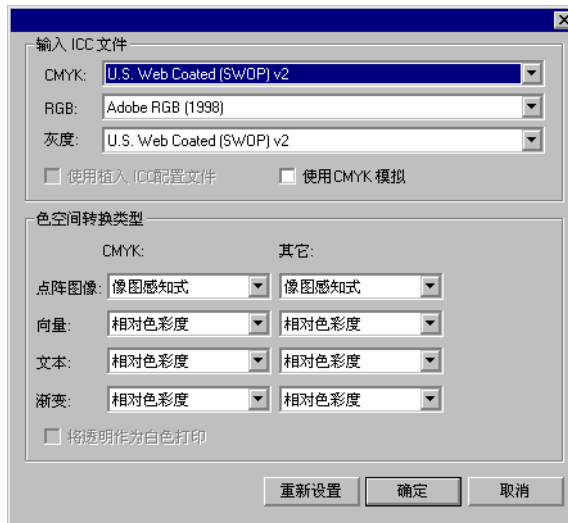 输入 ICC 文件
CMYK: U.S. Web Coated (SWOP) v2
RGB: Adobe RGB (1998)
灰度: U.S. Web Coated (SWOP) v2
使用植入 ICC配置文件 使用CMYK 模拟
色空间转换类型
CMYK: 其它:
点阵图像: 像图感知式 像图感知式
向量: 相对色彩度 相对色彩度
文本: 相对色彩度 相对色彩度
渐变: 相对色彩度 相对色彩度
将透明作为白色打印
重新设置 确定 取消